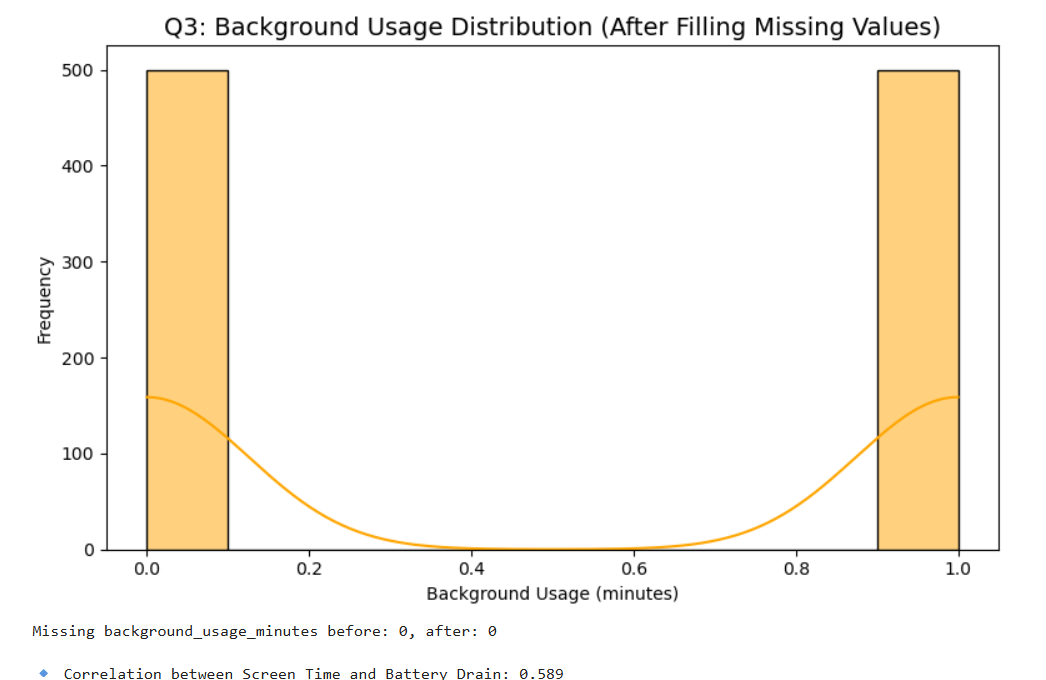 Q3: Background Usage Distribution (After Filling Missing Values)
500
400
300
200
100
0
Frequency
0.0 0.2 0.4 0.6 0.8 1.0
Background Usage (minutes)
Missing background_usage_minutes before: 0, after: 0
Correlation between Screen Time and Battery Drain: 0.589